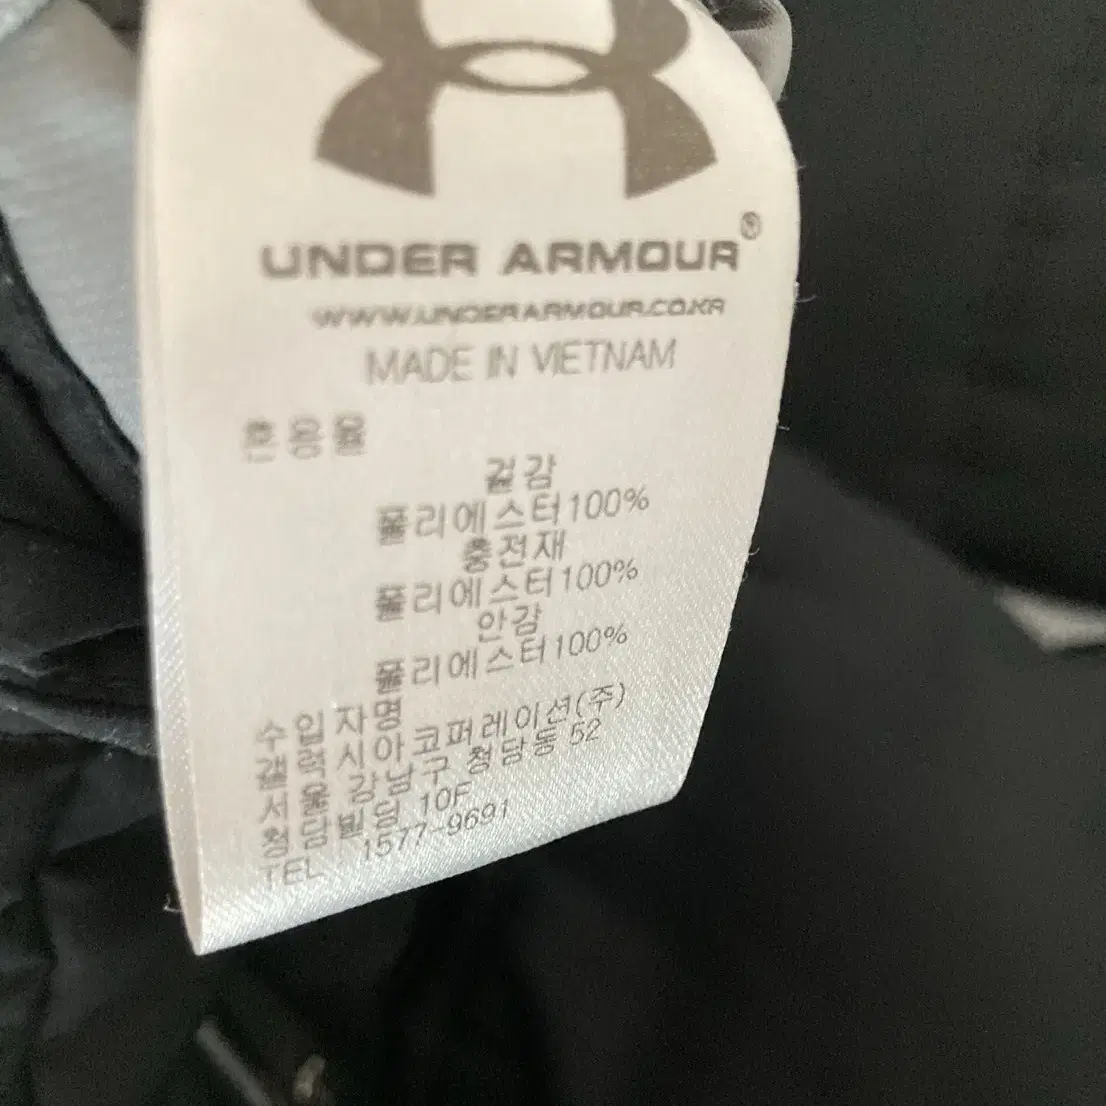 UNDER ARMOUR®
WWW.UNDERARMOUR.CO.KR
MADE IN VIETNAM
혼용율
겉감
폴리에스터100%
충전재
폴리에스터100%
안감
폴리에스터100%
수입자명
갤럭시아코퍼레이션(주)
서울 강남구 청담동 52
청담빌딩 10F
TEL : 1577-9691